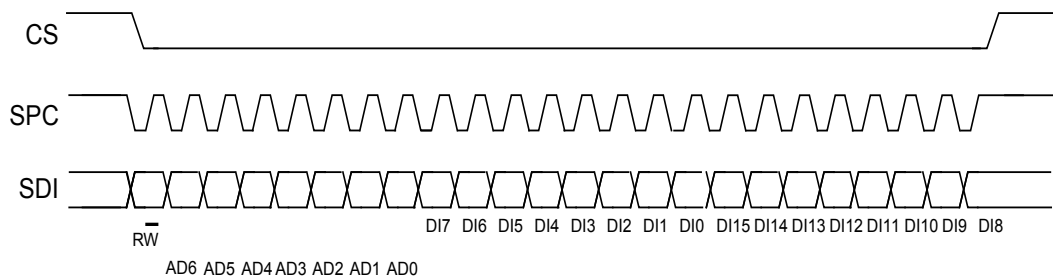 CS
SPC
SDI
DI7 DI6 DI5 DI4 DI3 DI2 DI1 DI0 DI15 DI14 DI13 DI12 DI11 DI10 DI9 DI8
RW
AD6 AD5 AD4 AD3 AD2 AD1 AD0